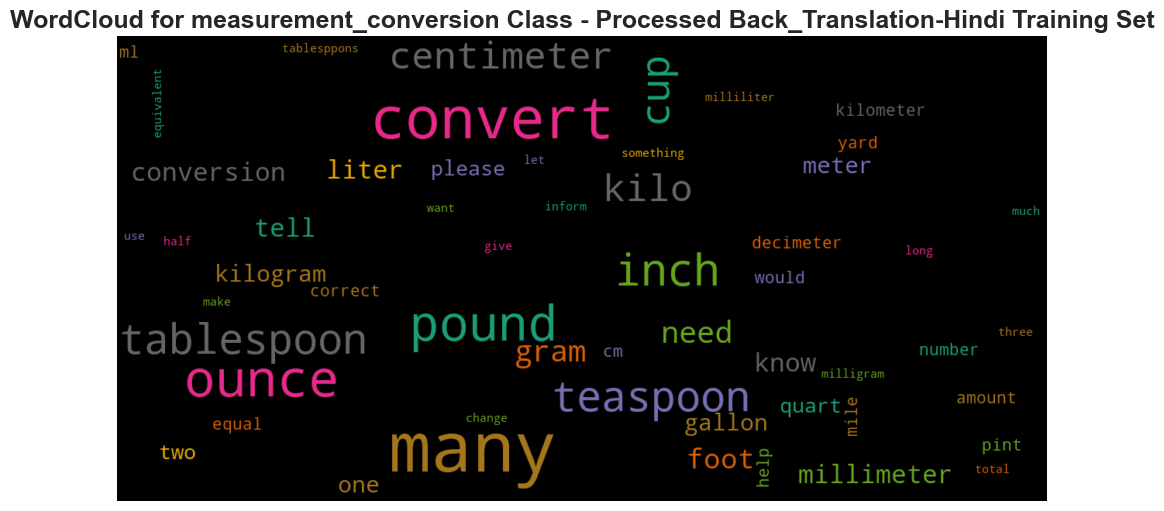 WordCloud for measurement_conversion Class - Processed Back_Translation-Hindi Training Set
ml
tablesppons
centimeter
cup
equivalent
convert
milliliter
kilometer
yard
conversion
liter
please
let
something
meter
kilo
want
inform
much
use
half
tell
give
decimeter
long
kilogram
correct
inch
would
make
tablespoon
pound
gram
cm
need
know
number
three
milligram
ounce
teaspoon
quart
mile
amount
equal
change
gallon
two
many
foot
help
millimeter
pint
total
one